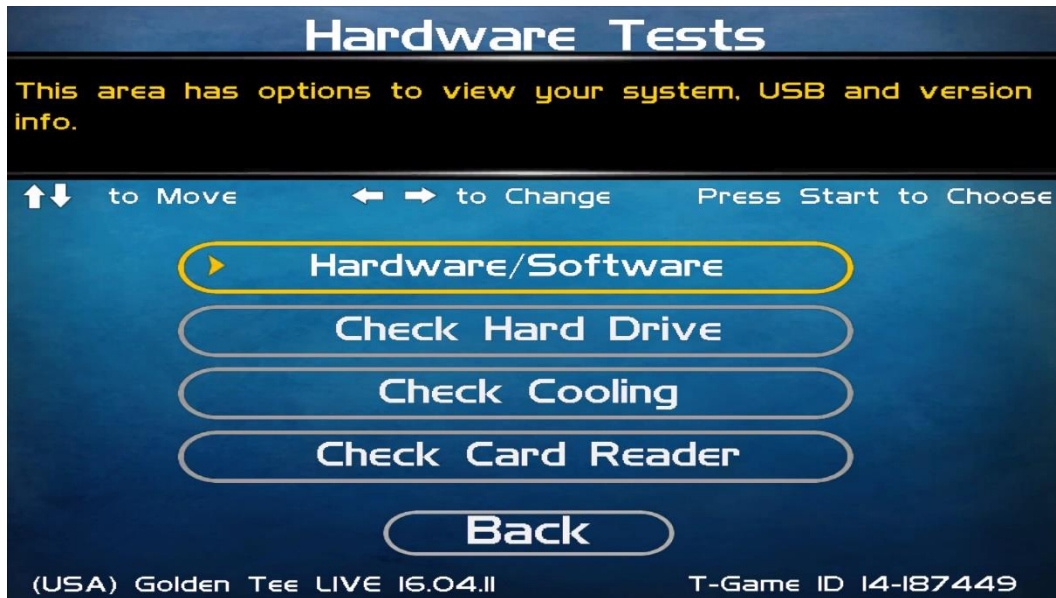 Hardware Tests
This area has options to view your system, USB and version
info.
to Move to Change Press Start to Choose
Hardware/Software
Check Hard Drive
Check Cooling
Check Card Reader
Back
(USA) Golden Tee LIVE 16.04.11 T-Game ID 14-187449